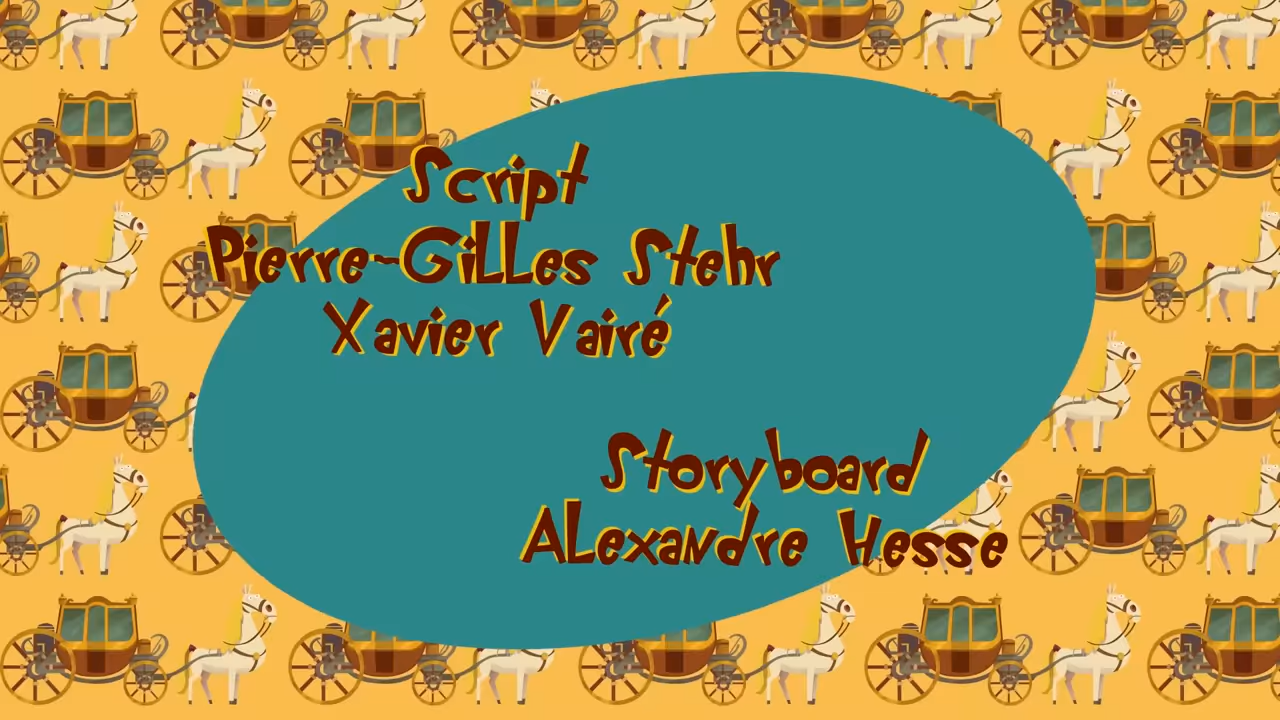 Script
Pierre-Gilles Stehr
Xavier Vairé
Storyboard
Alexandre Hesse